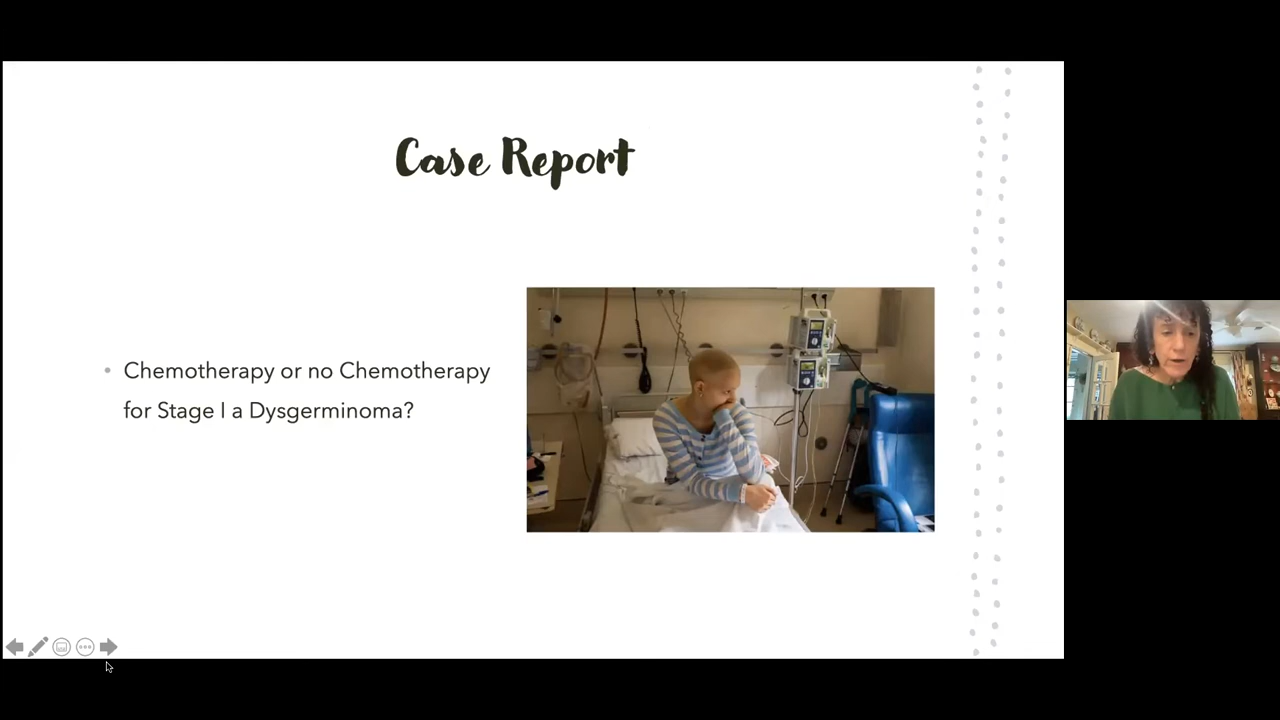 Case Report
• Chemotherapy or no Chemotherapy
for Stage I a Dysgerminoma?